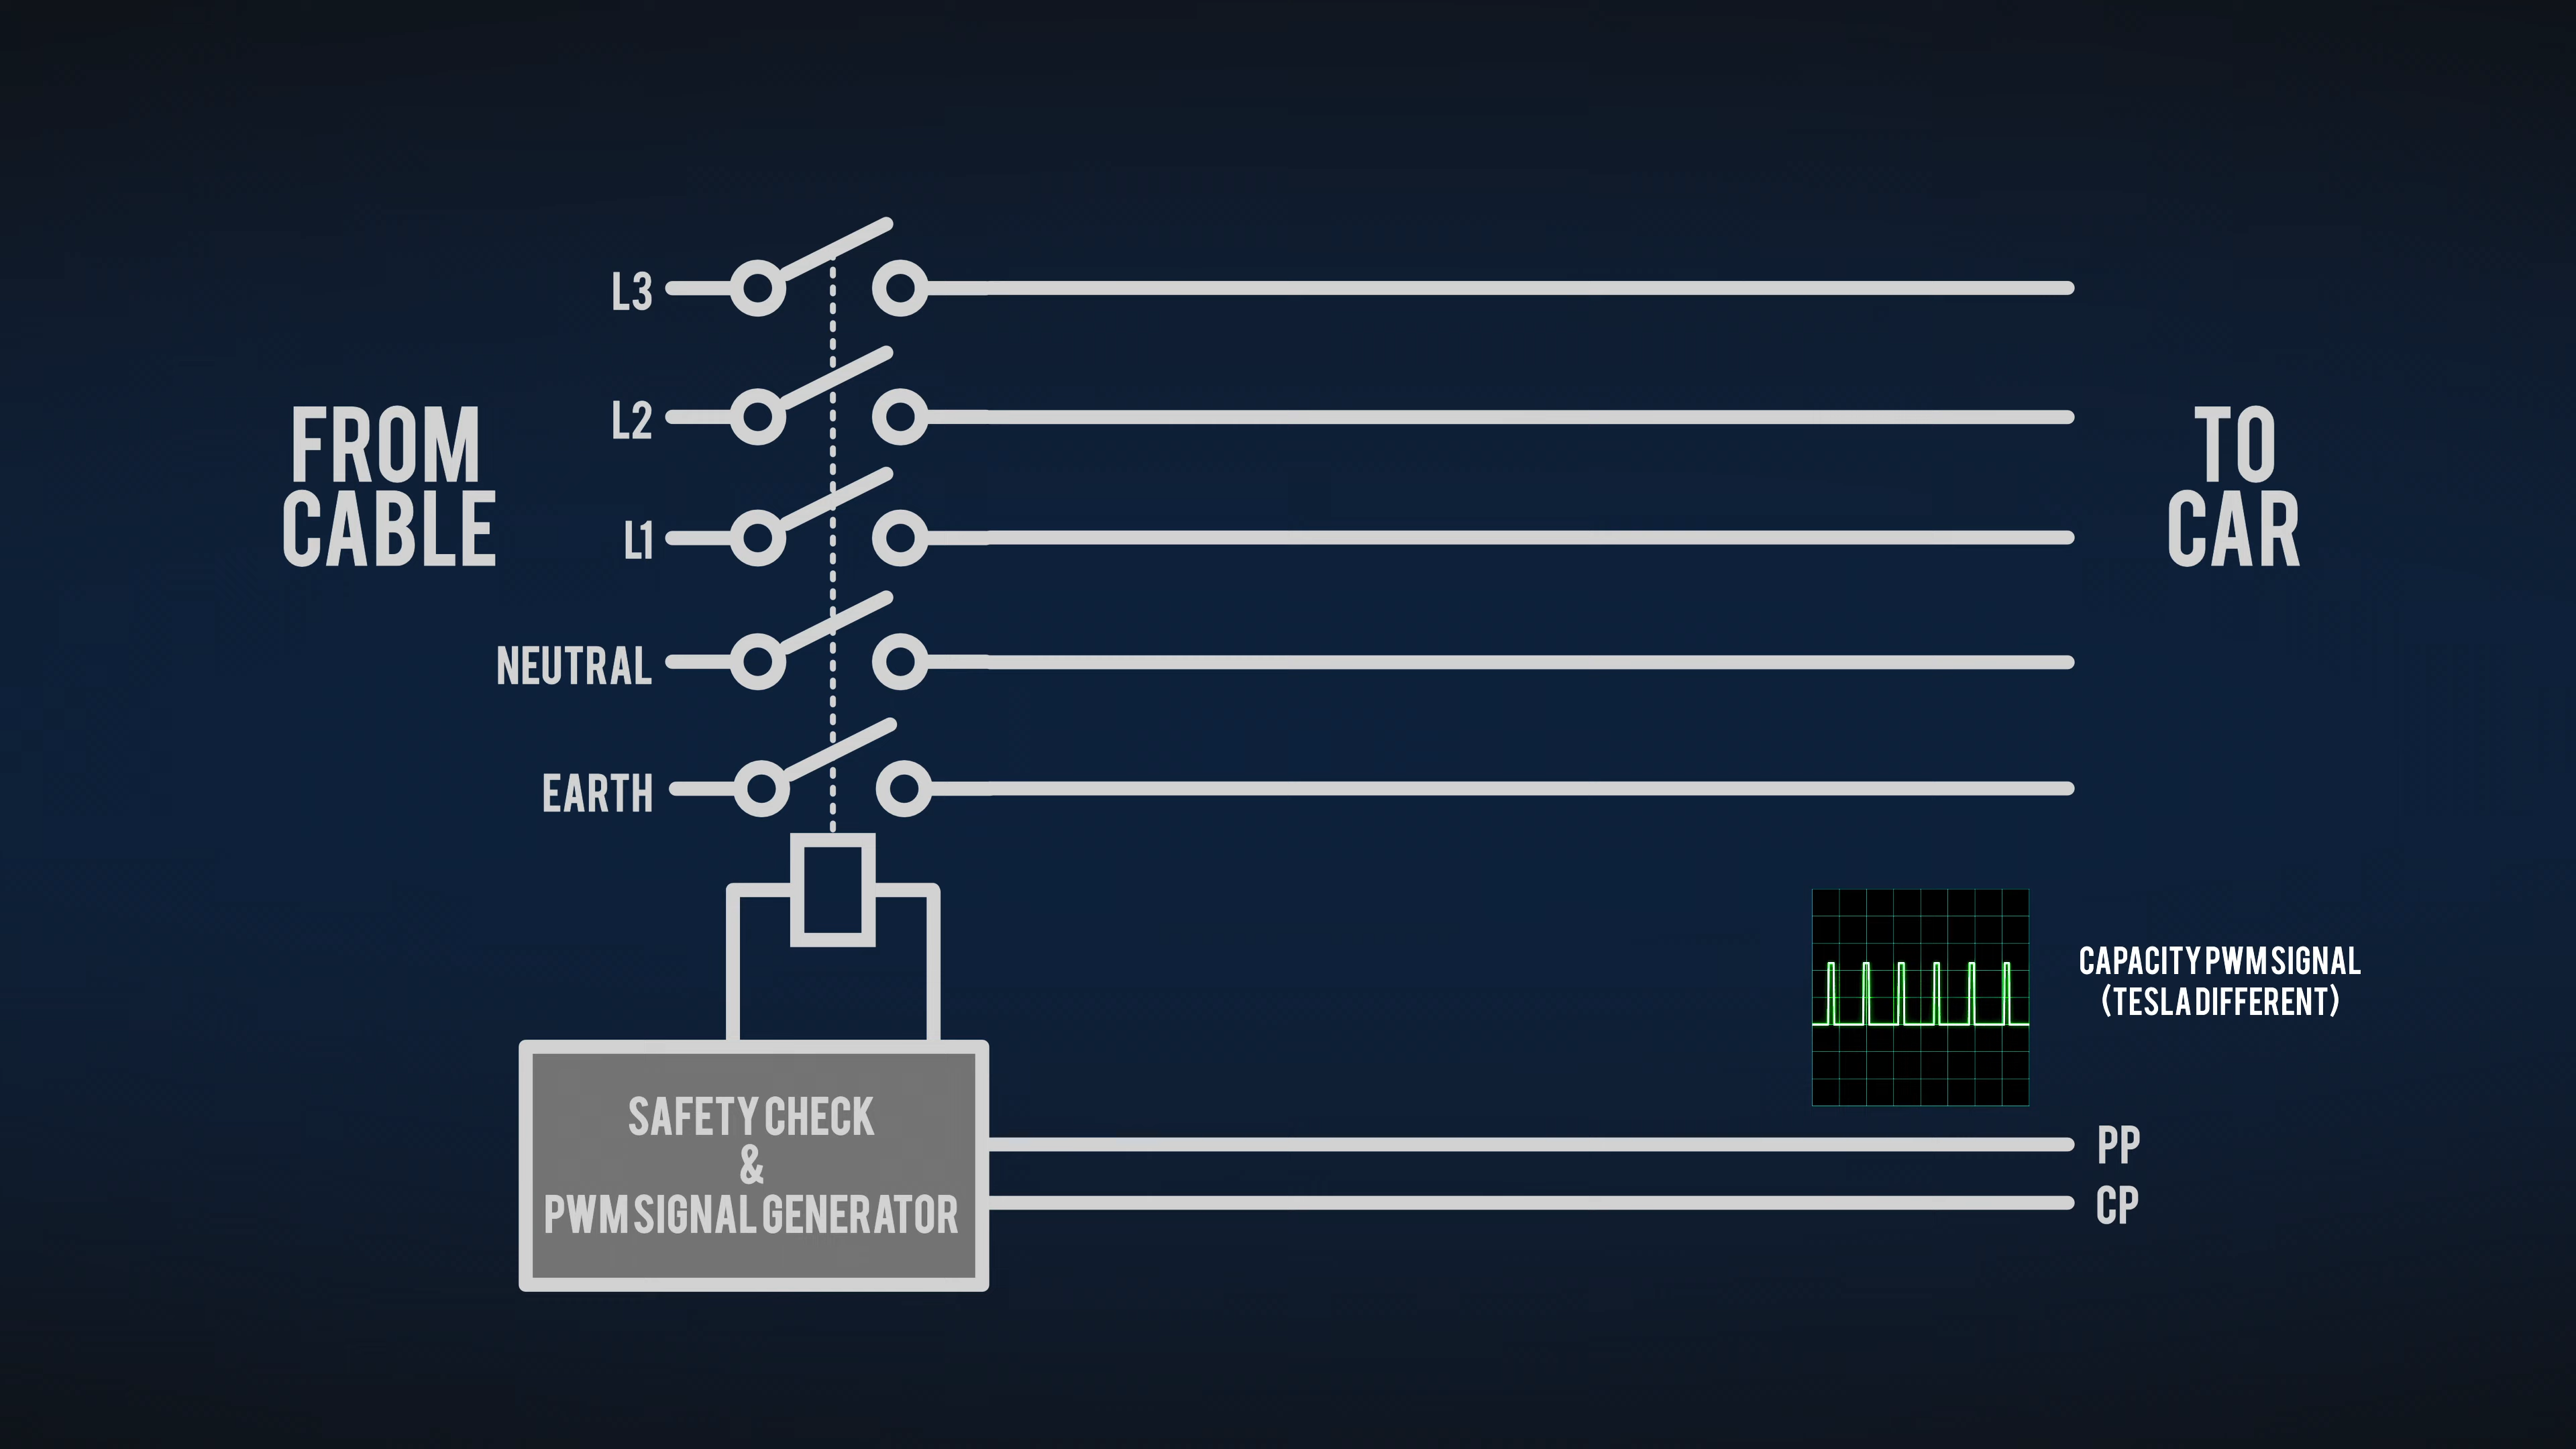 L3
L2
FROM
CABLE
L1
TO
CAR
NEUTRAL
EARTH
CAPACITY PWM SIGNAL
(TESLA DIFFERENT)
SAFETY CHECK
&
PWM SIGNAL GENERATOR
PP
CP